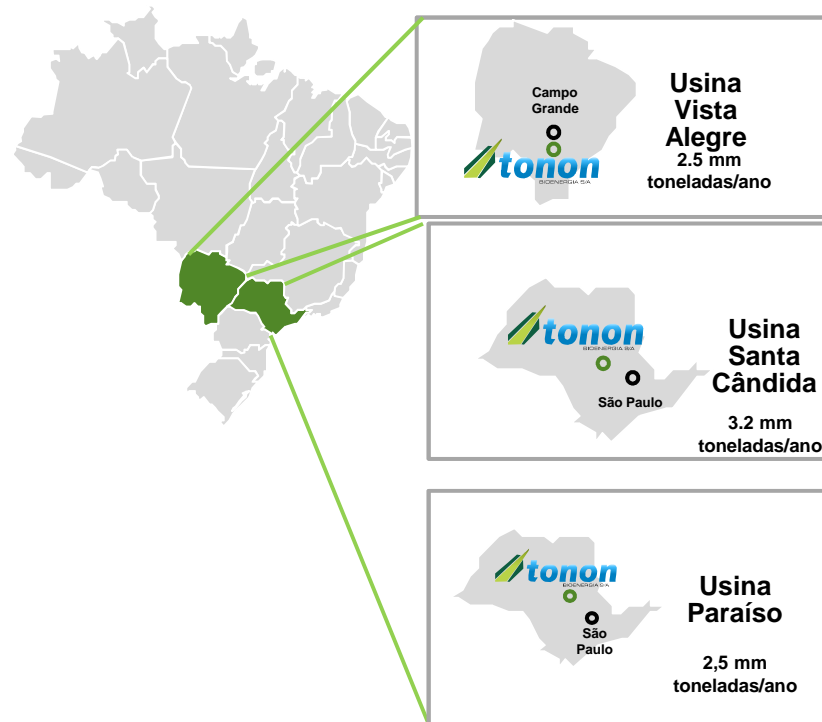 Campo
Grande
tonon
BIOENERGIA S/A
Usina
Vista
Alegre
2.5 mm
toneladas/ano
tonon
BIOENERGIA S/A
São Paulo
Usina
Santa
Cândida
3.2 mm
toneladas/ano
tonon
BIOENERGIA S/A
São
Paulo
Usina
Paraíso
2,5 mm
toneladas/ano